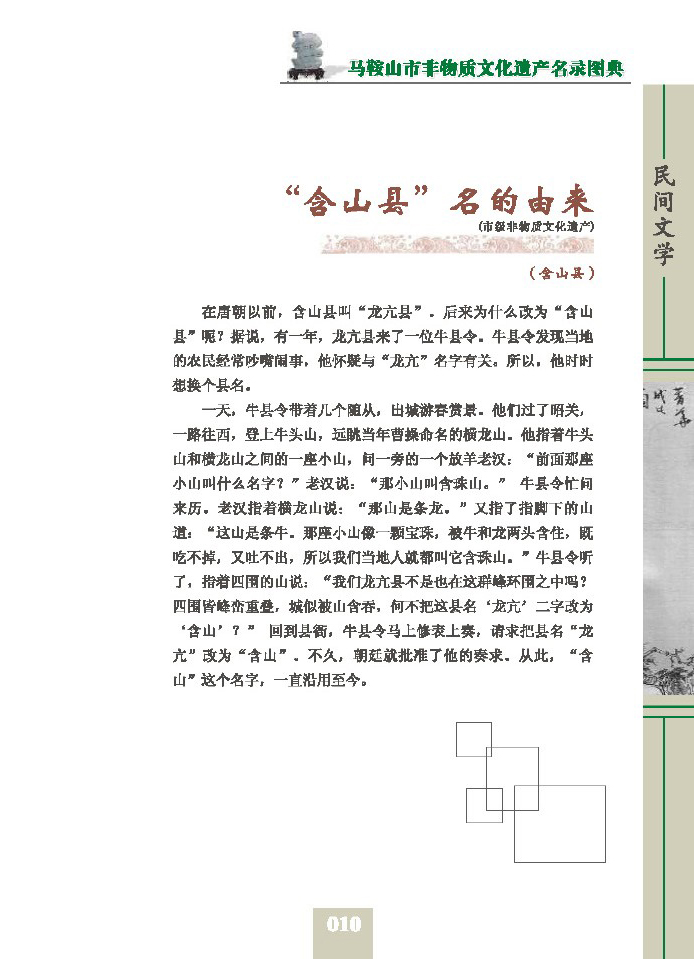 马鞍山市非物质文化遗产名录图典
“含山县”名的由来
(市级非物质文化遗产)
(含山县)
在唐朝以前，含山县叫“龙亢县”。后来为什么改为“含山
县”呢？据说，有一年，龙亢县来了一位牛县令。牛县令发现当地
的农民经常吵嘴闹事，他怀疑与“龙亢”名字有关。所以，他时时
想换个县名。
一天，牛县令带着几个随从，出城游春赏景。他们过了昭关，
一路往西，登上牛头山，远眺当年曹操命名的横龙山。他指着牛头
山和横龙山之间的一座小山，问一旁的一个放羊老汉：“前面那座
小山叫什么名字？”老汉说：“那小山叫含珠山。” 牛县令忙问
来历。老汉指着横龙山说：“那山是条龙。”又指了指脚下的山
道：“这山是条牛。那座小山像一颗宝珠，被牛和龙两头含住，既
吃不掉，又吐不出，所以我们当地人就都叫它含珠山。”牛县令听
了，指着四围的山说：“我们龙亢县不是也在这群峰环围之中吗？
四围皆峰峦重叠，城似被山含吞，何不把这县名‘龙亢’二字改为
‘含山’？” 回到县衙，牛县令马上修表上奏，请求把县名“龙
亢”改为“含山”。不久，朝廷就批准了他的奏求。从此，“含
山”这个名字，一直沿用至今。
民间文学
010